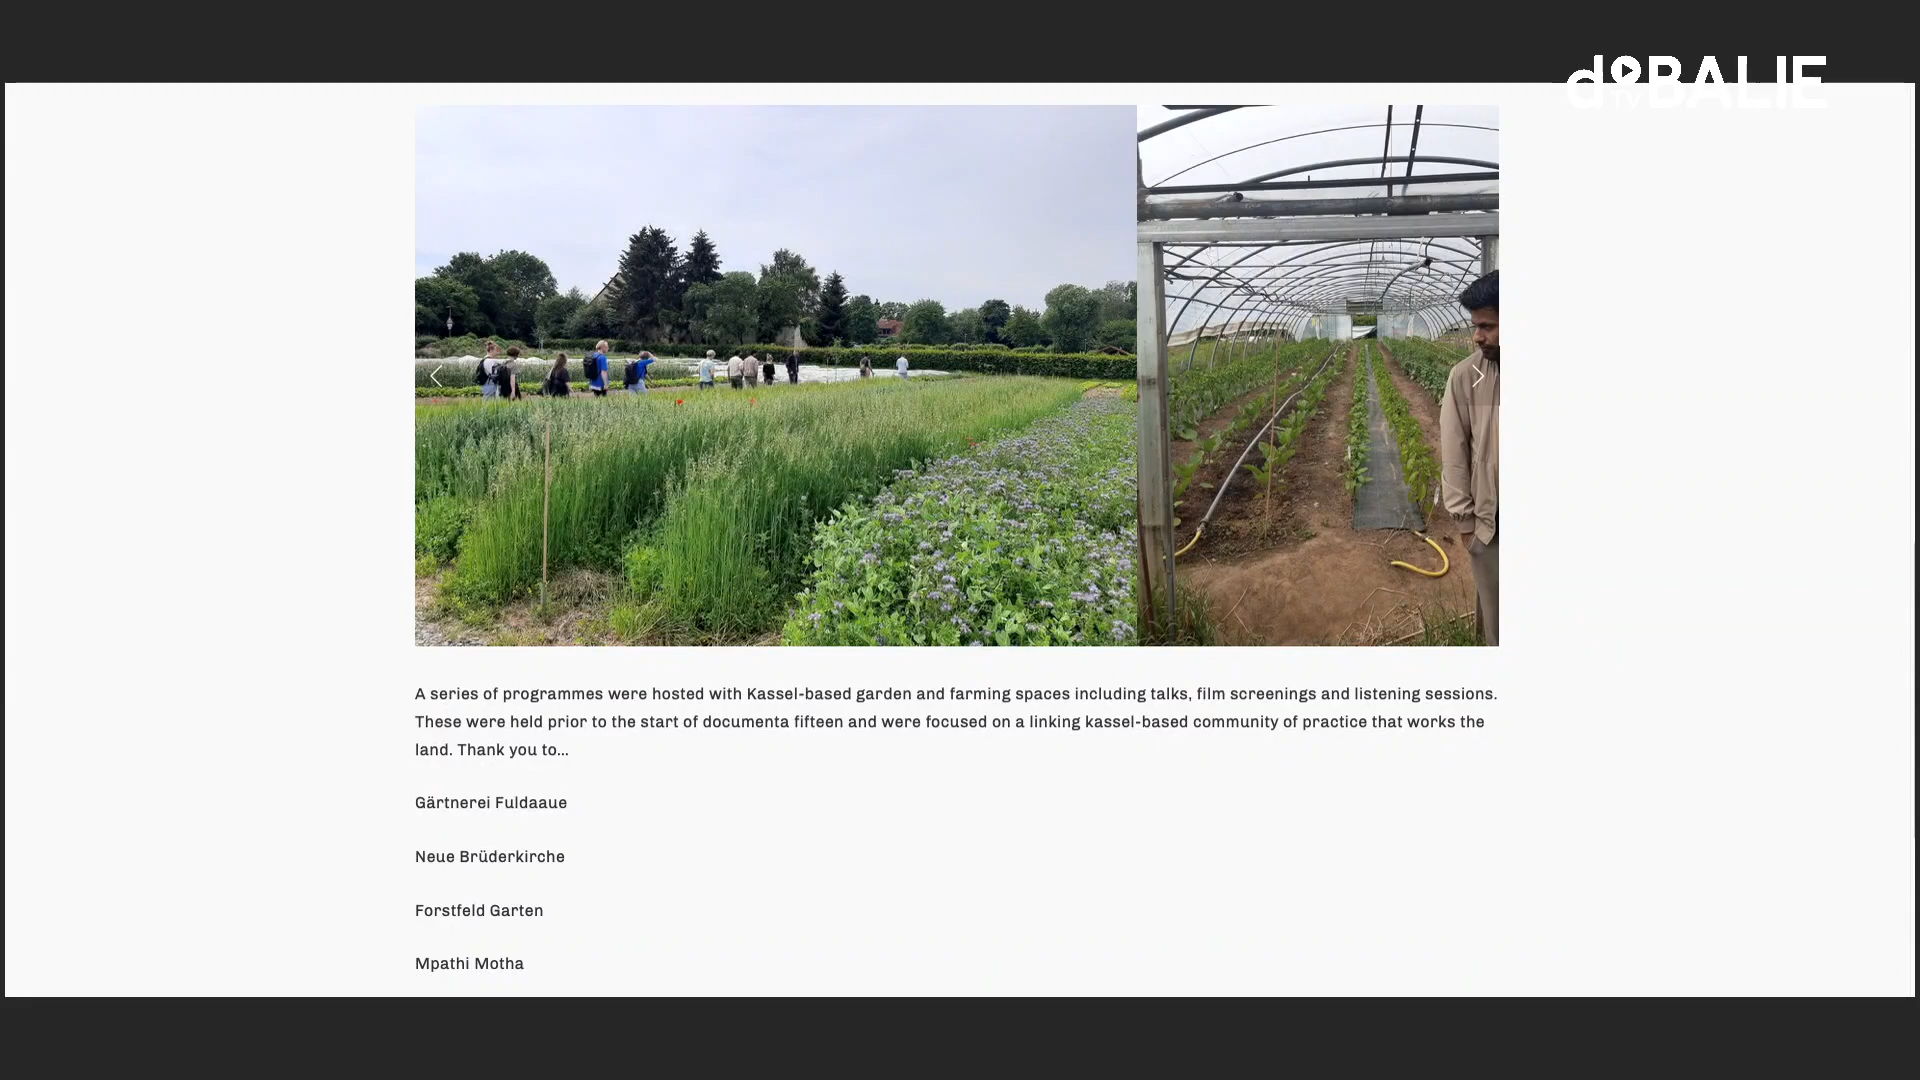 de BALIE
TV
A series of programmes were hosted with Kassel-based garden and farming spaces including talks, film screenings and listening sessions.
These were held prior to the start of documenta fifteen and were focused on a linking kassel-based community of practice that works the
land. Thank you to...
Gärtnerei Fuldaaue
Neue Brüderkirche
Forstfeld Garten
Mpathi Motha